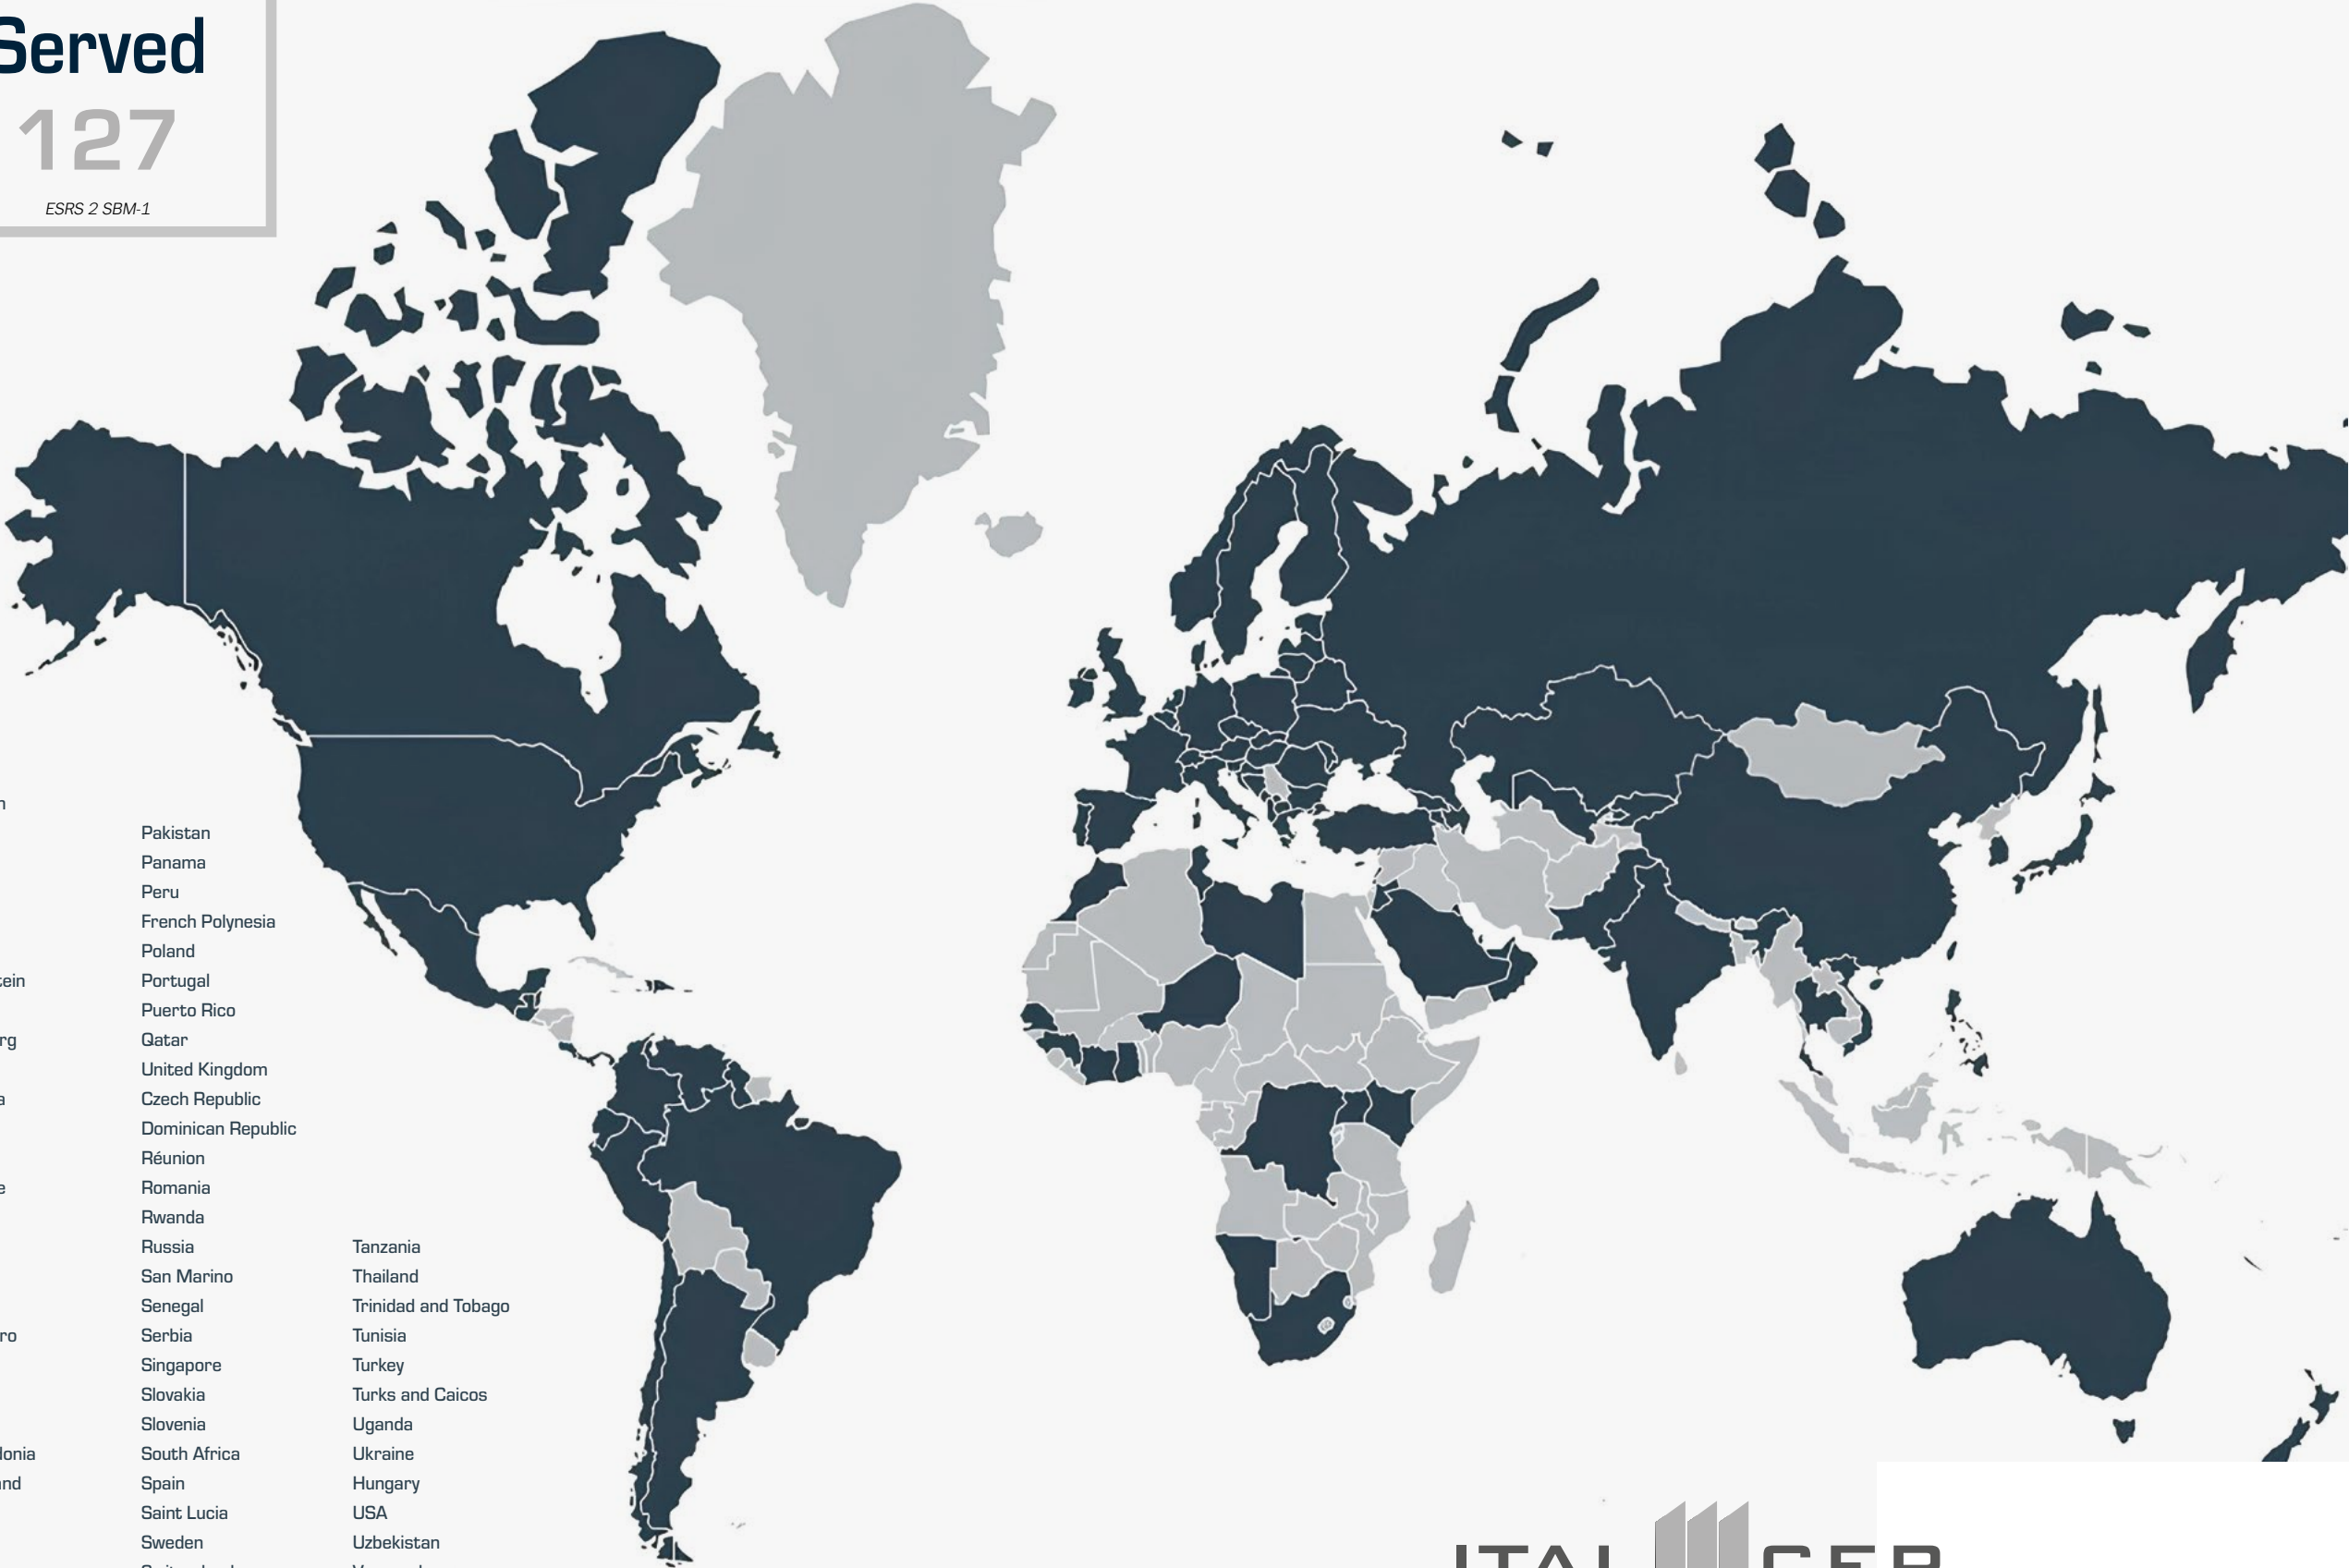 Served
127
ESRS 2 SBM-1
Pakistan
Panama
Peru
French Polynesia
Poland
Portugal
Puerto Rico
Qatar
United Kingdom
Czech Republic
Dominican Republic
Réunion
Romania
Rwanda
Russia
San Marino
Senegal
Serbia
Singapore
Slovakia
Slovenia
South Africa
Spain
Saint Lucia
Sweden
Tanzania
Thailand
Trinidad and Tobago
Tunisia
Turkey
Turks and Caicos
Uganda
Ukraine
Hungary
USA
Uzbekistan
ITALCER